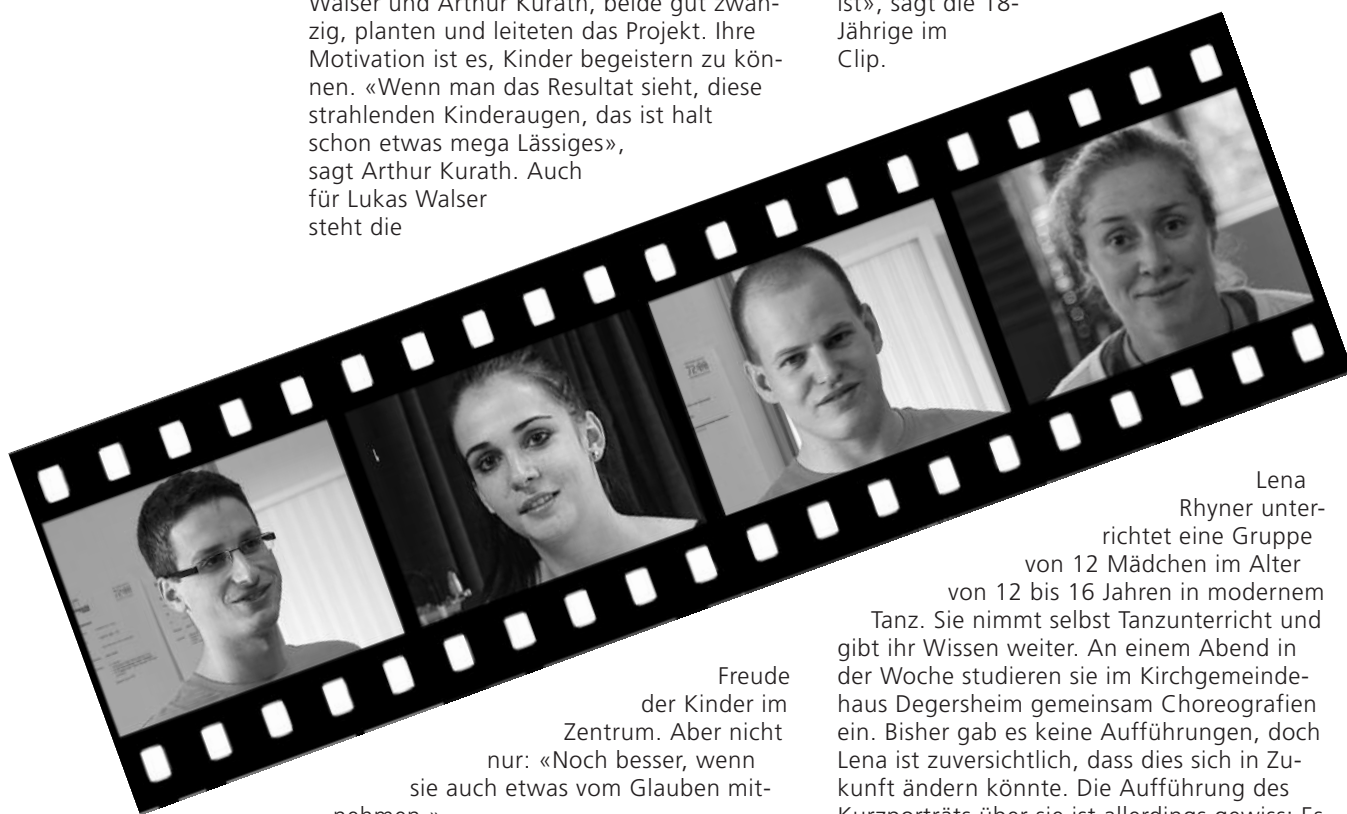 Walser und Arthur Kurath, beide gut zwan-
zig, planten und leiteten das Projekt. Ihre
Motivation ist es, Kinder begeistern zu kön-
nen. «Wenn man das Resultat sieht, diese
strahlenden Kinderaugen, das ist halt
schon etwas mega Lässiges»,
sagt Arthur Kurath. Auch
für Lukas Walser
steht die
Freude
der Kinder im
Zentrum. Aber nicht
nur: «Noch besser, wenn
sie auch etwas vom Glauben mit-
nehmen.»
ist», sagt die 18-
Jährige im
Clip.
Lena
Rhyner unter-
richtet eine Gruppe
von 12 Mädchen im Alter
von 12 bis 16 Jahren in modernem
Tanz. Sie nimmt selbst Tanzunterricht und
gibt ihr Wissen weiter. An einem Abend in
der Woche studieren sie im Kirchgemeinde-
haus Degersheim gemeinsam Choreografien
ein. Bisher gab es keine Aufführungen, doch
Lena ist zuversichtlich, dass dies sich in Zu-
kunft ändern könnte. Die Aufführung des
Kurzporträts über sie ist allerdings gewiss: Es